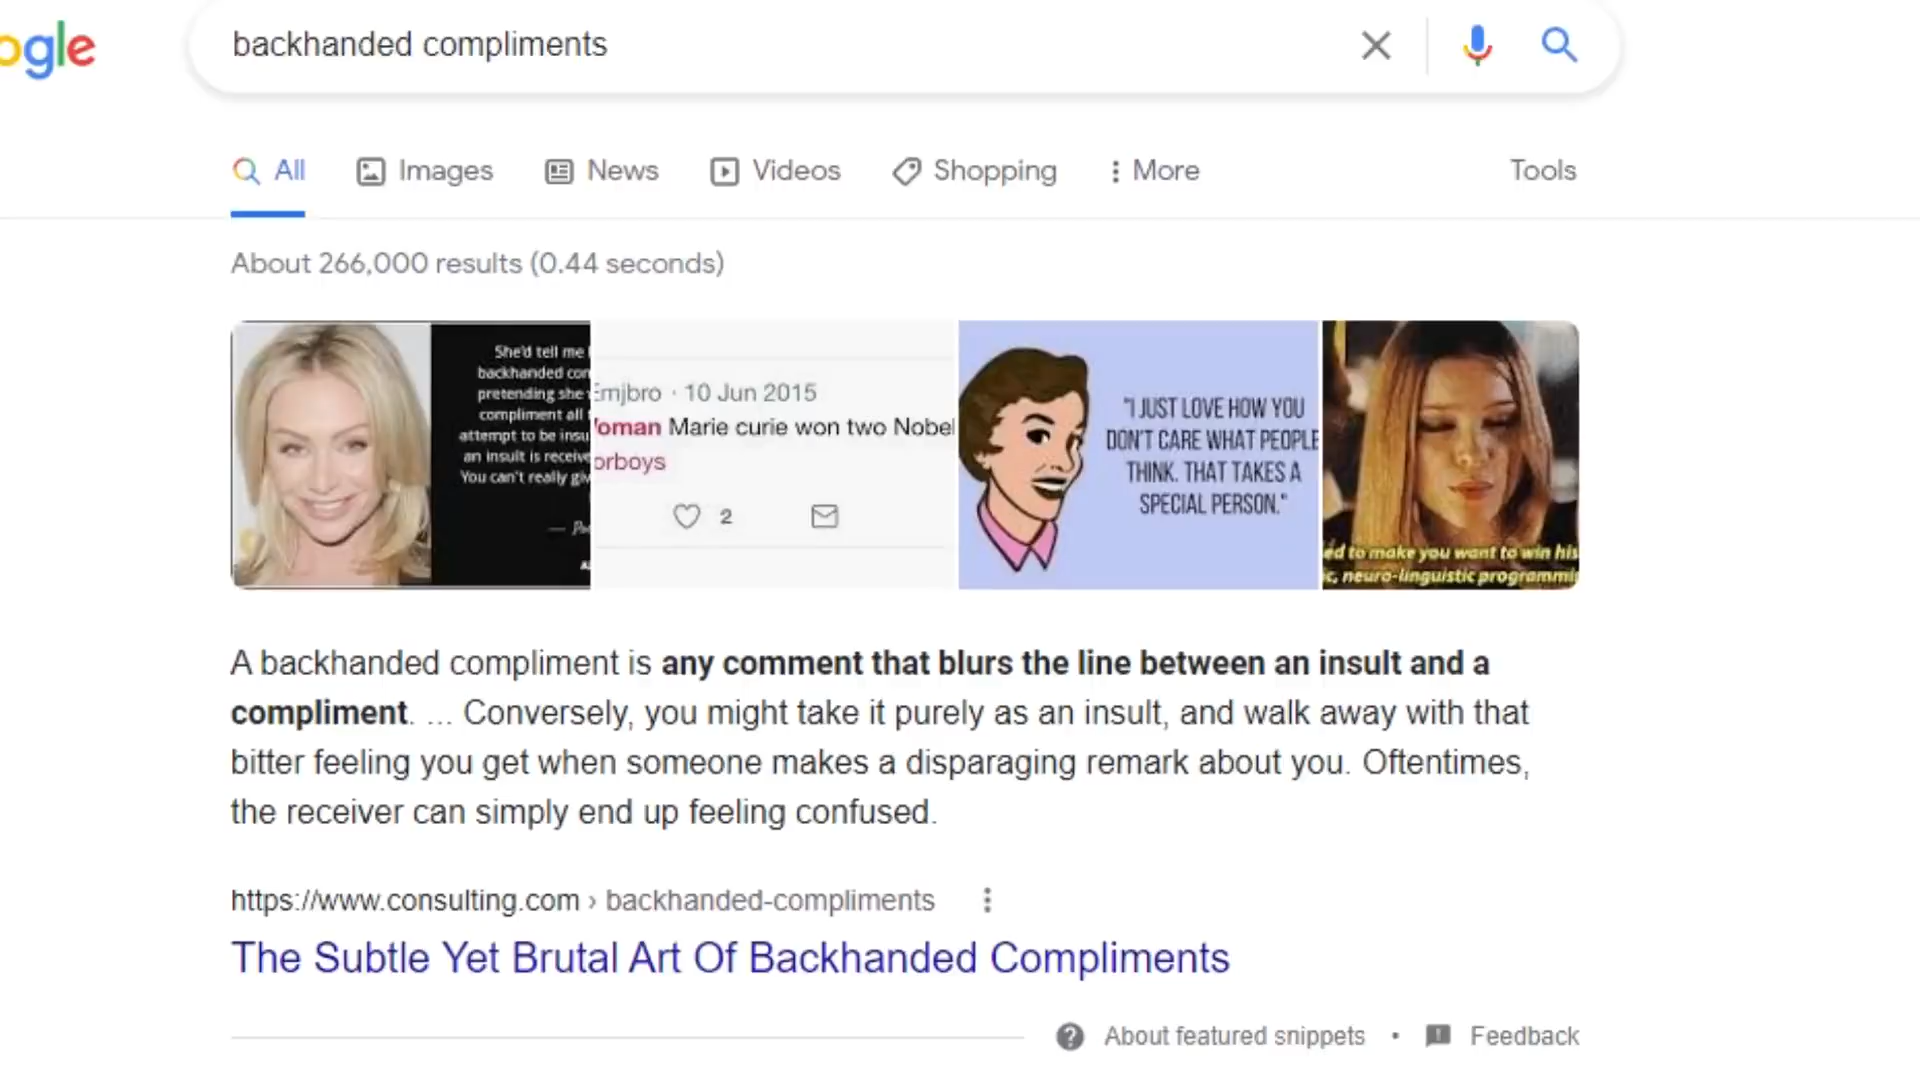 ogle
backhanded compliments
All
Images
News
Videos
Shopping
More
Tools
About 266,000 results (0.44 seconds)
She'd tell me
backhanded con
pretending she
compliment all
attempt to be insu
an insult is receive
You can't really giv
Emjbro · 10 Jun 2015
oman Marie curie won two Nobel
orboys
2
"I JUST LOVE HOW YOU
DON'T CARE WHAT PEOPLE
THINK. THAT TAKES A
SPECIAL PERSON."
ed to make you want to win his
c, neuro-linguistic programmi
A backhanded compliment is any comment that blurs the line between an insult and a
compliment. ... Conversely, you might take it purely as an insult, and walk away with that
bitter feeling you get when someone makes a disparaging remark about you. Oftentimes,
the receiver can simply end up feeling confused.
https://www.consulting.com › backhanded-compliments
The Subtle Yet Brutal Art Of Backhanded Compliments
About featured snippets • Feedback